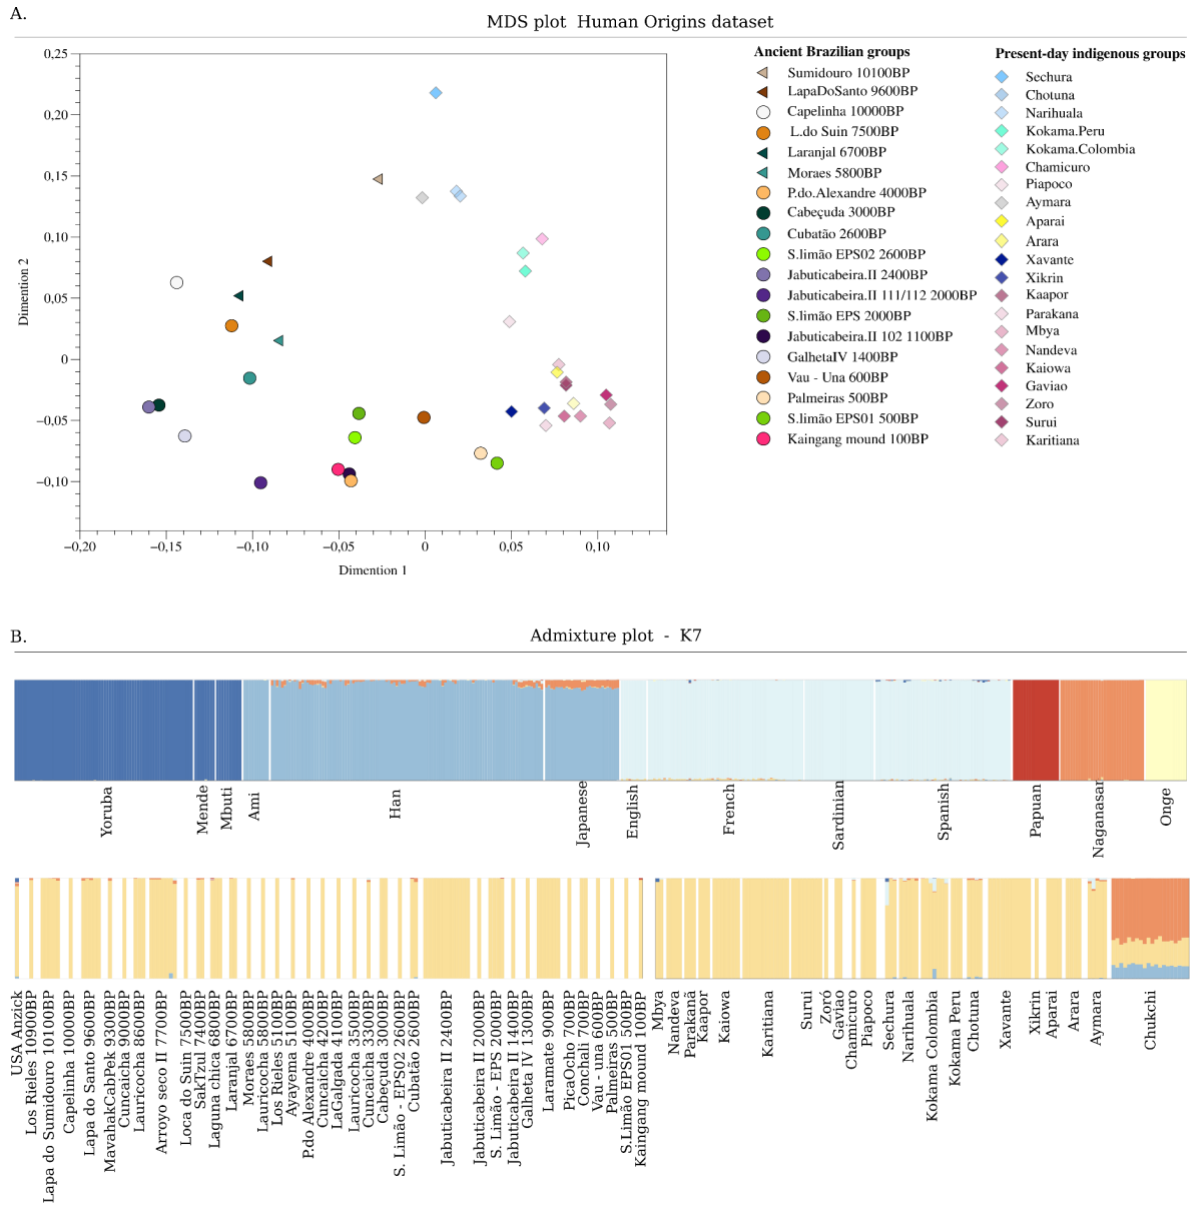 A.
MDS plot Human Origins dataset
0,25
0,20
0,15
0,10
0,05
0
−0,05
−0,10
Dimention 2
−0,20
−0,15
−0,10
−0,05
0
0,05
0,10
Dimention 1
Ancient Brazilian groups
Sumidouro 10100BP
LapaDoSanto 9600BP
Capelinha 10000BP
L.do Suin 7500BP
Laranjal 6700BP
Moraes 5800BP
P.do.Alexandre 4000BP
Cabeçuda 3000BP
Cubatão 2600BP
S.limão EPS02 2600BP
Jabuticabeira.II 2400BP
Jabuticabeira.II 111/112 2000BP
S.limão EPS 2000BP
Jabuticabeira.II 102 1100BP
GalhetaIV 1400BP
Vau - Una 600BP
Palmeiras 500BP
S.limão EPS01 500BP
Kaingang mound 100BP
Present-day indigenous groups
Sechura
Chotuna
Narihuala
Kokama.Peru
Kokama.Colombia
Chamicuro
Piapoco
Aymara
Aparai
Arara
Xavante
Xikrin
Kaapor
Parakana
Mbya
Nandeva
Kaiowa
Gaviao
Zoro
Surui
Karitiana
B.
Admixture plot - K7
Yoruba
Mende
Mbuti
Ami
Han
Japanese
English
French
Sardinian
Spanish
Papuan
Naganasan
Onge
USA Anzick
Los Rieles 10900BP
Lapa do Sumidouro 10100BP
Capelinha 10000BP
Lapa do Santo 9600BP
MavahakCabPek 9300BP
Cuncaicha 9000BP
Lauricocha 8600BP
Arroyo seco II 7700BP
Loca do Suin 7500BP
SakTzul 7400BP
Laguna chica 6800BP
Laranjal 6700BP
Moraes 5800BP
Lauricocha 5800BP
Los Rieles 5100BP
Ayayema 5100BP
P.do Alexandre 4000BP
Cuncaicha 4200BP
LaGalgada 4100BP
Lauricocha 3500BP
Cuncaicha 3300BP
Cabeçuda 3000BP
S. Limão - EPS02 2600BP
Cubatão 2600BP
Jabuticabeira II 2400BP
Jabuticabeira II 2000BP
S. Limão - EPS 2000BP
Jabuticabeira II 1400BP
Galheta IV 1300BP
Laramate 900BP
PicaOcho 700BP
Conchali 700BP
Vau - una 600BP
Palmeiras 500BP
S.Limão EPS01 500BP
Kaingang mound 100BP
Mbya
Nandeva
Parakanã
Kaapor
Kaiowa
Karitiana
Surui
Zoró
Gavião
Chamicuro
Piapoco
Sechura
Narihuala
Kokama Colombia
Kokama Peru
Chotuna
Xavante
Xikrin
Aparai
Arara
Aymara
Chukchi